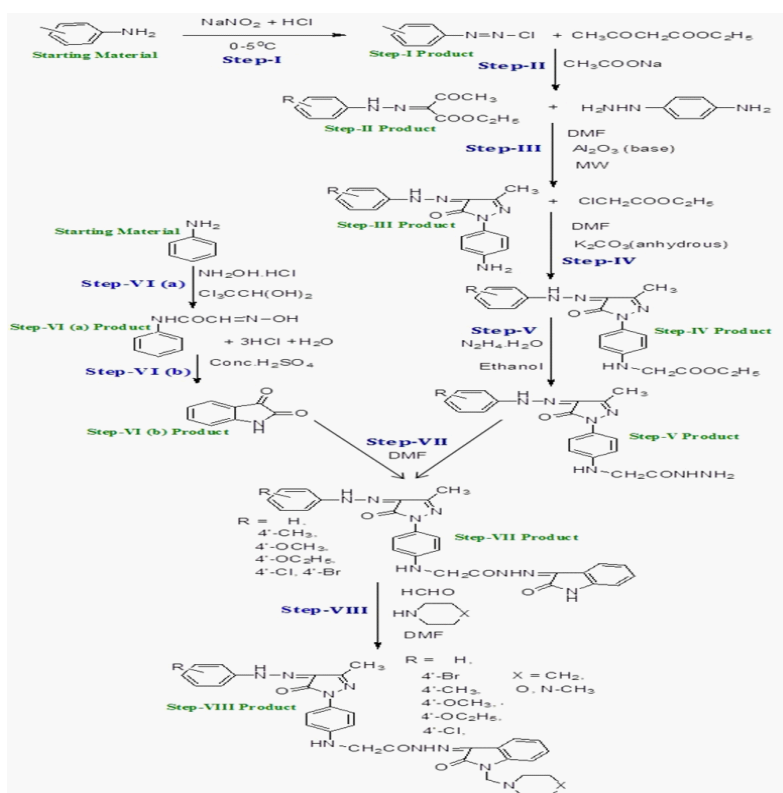 NH₂
NaNO₂ + HCl
0-5°C
Step-I
Starting Material
N=N-Cl + CH₃COCH₂COOC₂H₅
Step-I Product
Step-II
CH₃COONa
R
H
N-N
COCH₃
COOC₂H₅
+ H₂NHN
NH₂
Step-II Product
Step-III
DMF
Al₂O₃ (base)
MW
R
H
N-N
CH₃
O
N
N
+ ClCH₂COOC₂H₅
Step-III Product
NH₂
DMF
K₂CO₃(anhydrous)
Step-IV
Starting Material
NH₂
Step-VI (a)
NH₂OH.HCl
Cl₃CCH(OH)₂
NHCOCH=N-OH
Step-VI (a) Product
+ 3HCl + H₂O
Step-VI (b)
Conc.H₂SO₄
O
O
N
H
Step-VI (b) Product
R
H
N-N
CH₃
O
N
N
Step-IV Product
HN-CH₂COOC₂H₅
Step-V
N₂H₄.H₂O
Ethanol
R
H
N-N
CH₃
O
N
N
Step-V Product
HN-CH₂CONHNH₂
Step-VII
DMF
R
H
N-N
CH₃
O
N
N
Step-VII Product
HN-CH₂CONHN
O
N
H
R = H,
4'-CH₃,
4'-OCH₃,
4'-OC₂H₅,
4'-Cl, 4'-Br
Step-VIII
HCHO
HN
X
DMF
R
H
N-N
CH₃
O
N
N
Step-VIII Product
HN-CH₂CONHN
O
N
N
X
R = H,
4'-Br
4'-CH₃,
4'-OCH₃,
4'-OC₂H₅,
4'-Cl,
X = CH₂,
O, N-CH₃